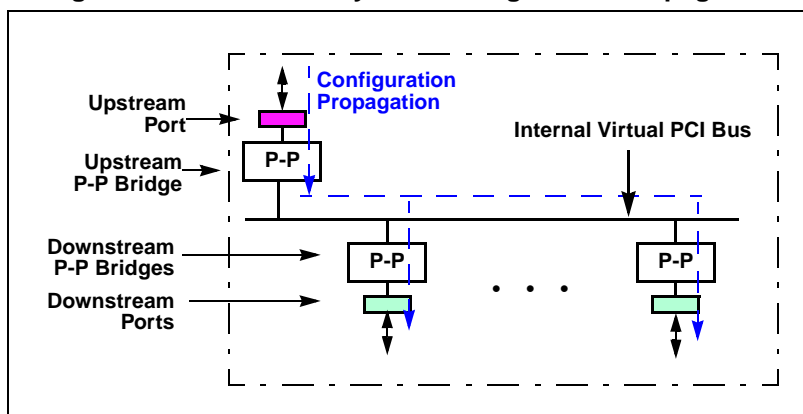 Configuration
Propagation
Upstream
Port
Internal Virtual PCI Bus
Upstream
P-P Bridge
P-P
Downstream
P-P Bridges
P-P
P-P
. . .
Downstream
Ports